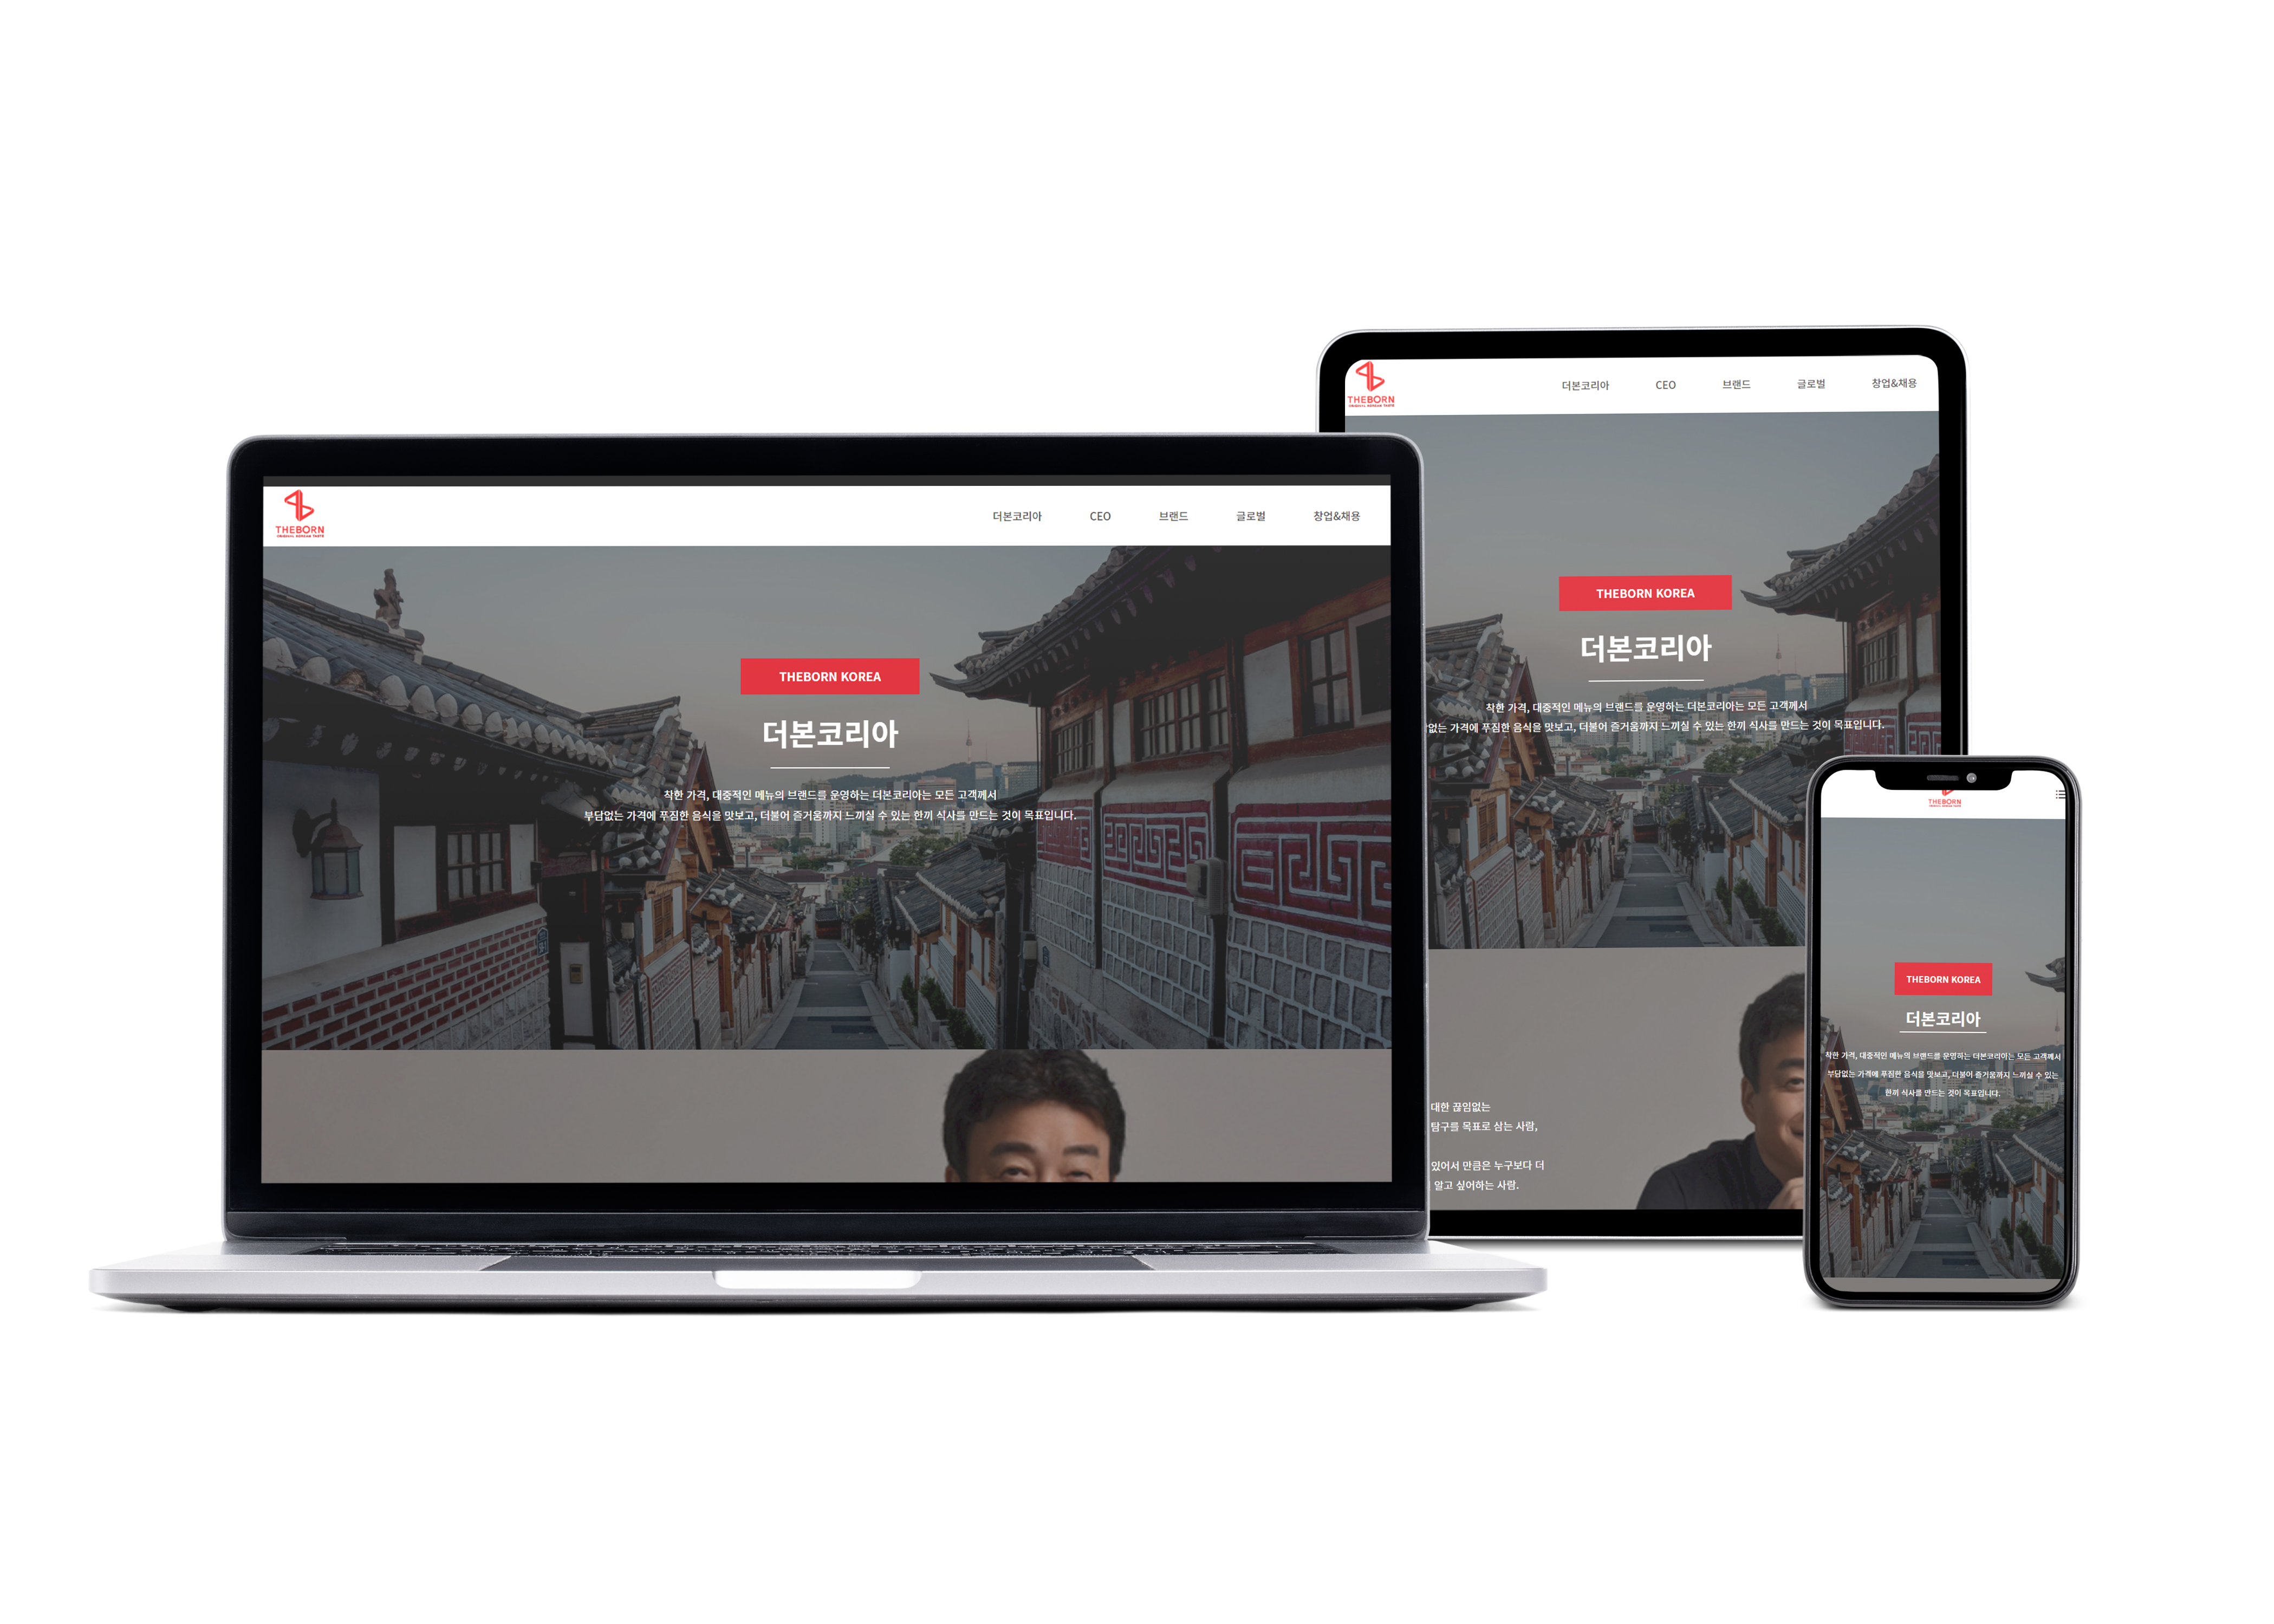 THEBORN
ORIGINAL KOREAN TASTE
더본코리아 CEO 브랜드 글로벌 창업&채용
THEBORN KOREA
더본코리아
착한 가격, 대중적인 메뉴의 브랜드를 운영하는 더본코리아는 모든 고객께서
부담없는 가격에 푸짐한 음식을 맛보고, 더불어 즐거움까지 느끼실 수 있는 한끼 식사를 만드는 것이 목표입니다.
THEBORN
ORIGINAL KOREAN TASTE
더본코리아 CEO 브랜드 글로벌 창업&채용
THEBORN KOREA
더본코리아
착한 가격, 대중적인 메뉴의 브랜드를 운영하는 더본코리아는 모든 고객께서
없는 가격에 푸짐한 음식을 맛보고, 더불어 즐거움까지 느끼실 수 있는 한끼 식사를 만드는 것이 목표입니다.
대한 끊임없는
탐구를 목표로 삼는 사람,
있어서 만큼은 누구보다 더
알고 싶어하는 사람.
THEBORN
THEBORN KOREA
더본코리아
착한 가격, 대중적인 메뉴의 브랜드를 운영하는 더본코리아는 모든 고객께서
부담없는 가격에 푸짐한 음식을 맛보고, 더불어 즐거움까지 느끼실 수 있는
한끼 식사를 만드는 것이 목표입니다.